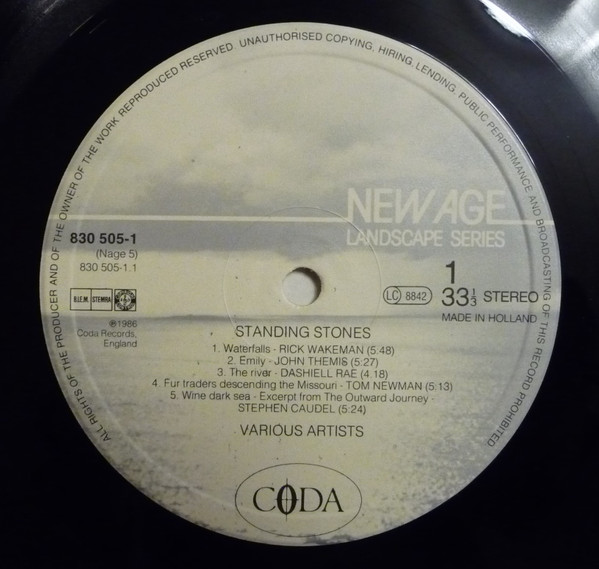 ALL RIGHTS OF THE PRODUCER AND OF THE OWNER OF THE WORK REPRODUCED RESERVED. UNAUTHORISED COPYING, HIRING, LENDING, PUBLIC PERFORMANCE AND BROADCASTING OF THIS RECORD PROHIBITED
NEW AGE
LANDSCAPE SERIES
830 505-1
(Nage 5)
830 505-1.1
B.I.E.M. STEMRA
℗1986
Coda Records,
England
LC 8842
1
33⅓ STEREO
MADE IN HOLLAND
STANDING STONES
1. Waterfalls - RICK WAKEMAN (5:48)
2. Emily - JOHN THEMIS (5:27)
3. The river - DASHIELL RAE (4.18)
4. Fur traders descending the Missouri - TOM NEWMAN (5:13)
5. Wine dark sea - Excerpt from The Outward Journey -
STEPHEN CAUDEL (5:24)
VARIOUS ARTISTS
CODA